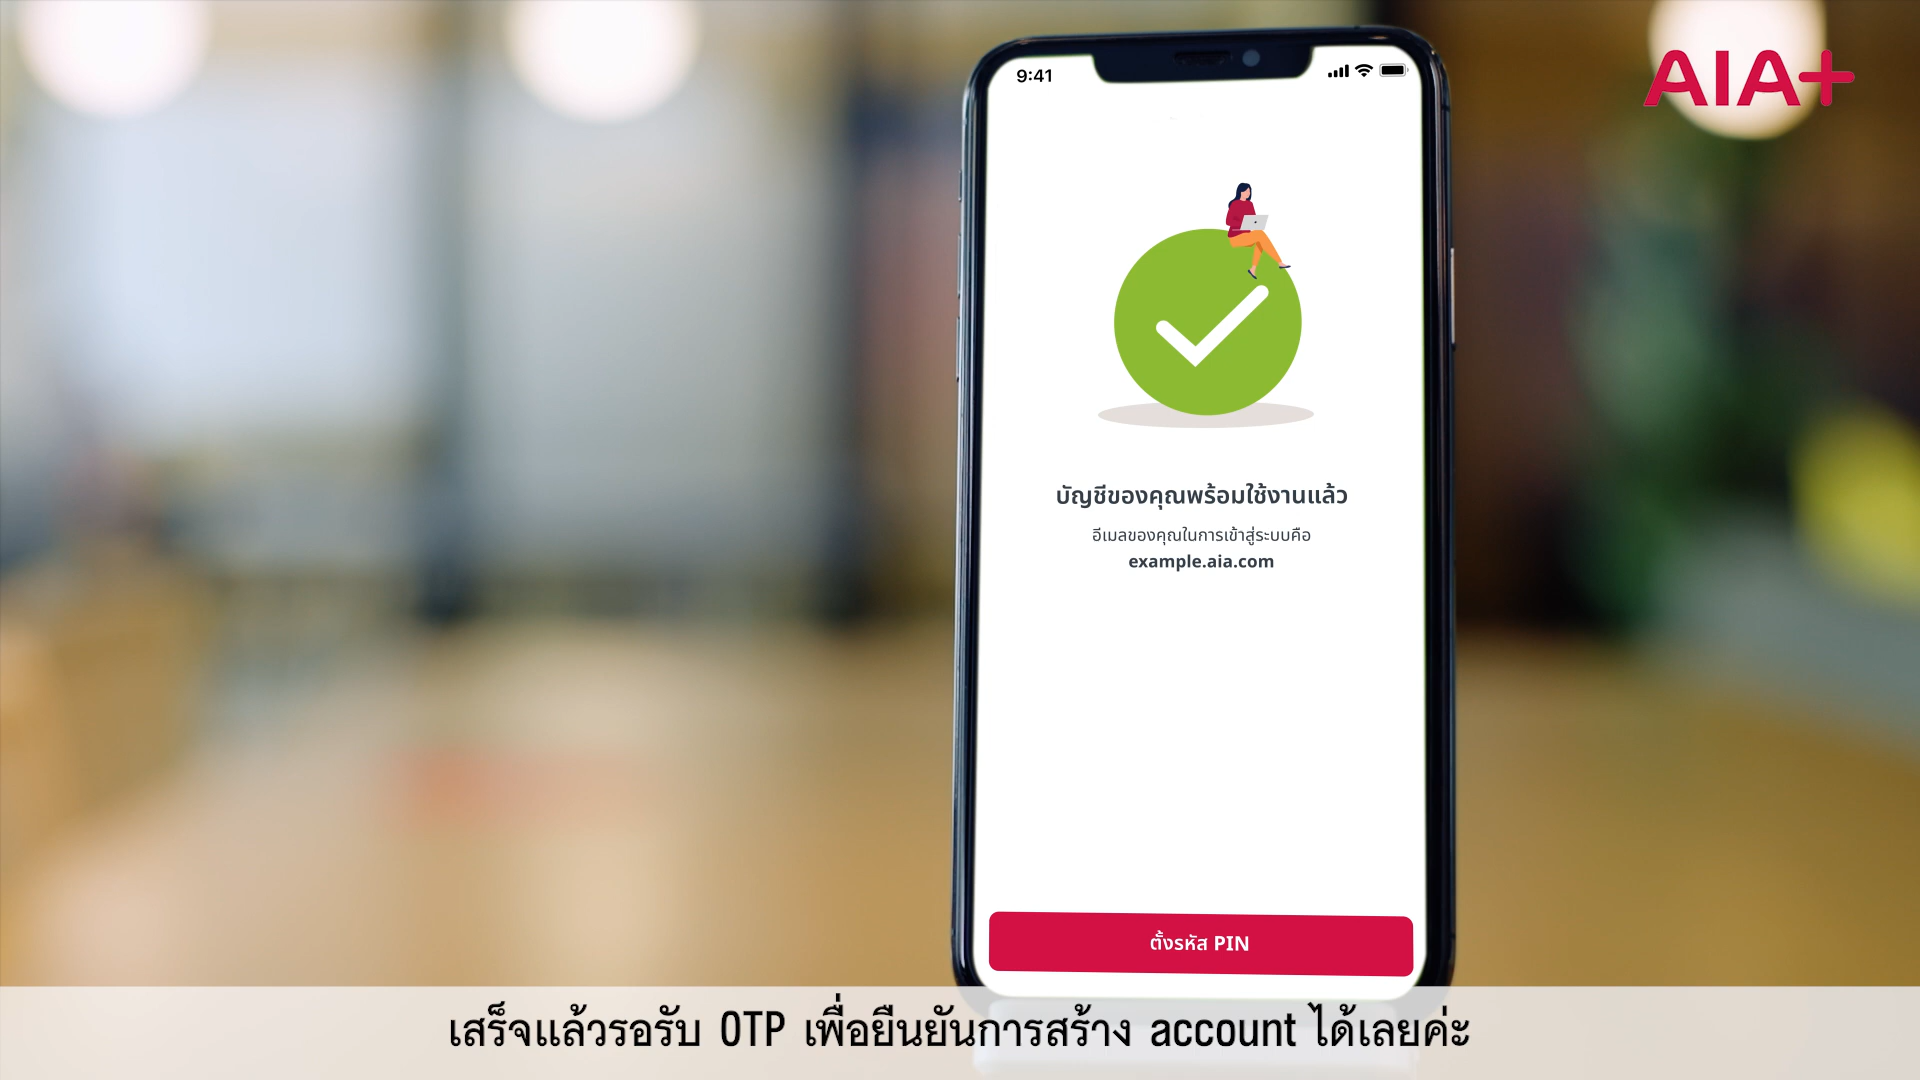 9:41
AIA+
บัญชีของคุณพร้อมใช้งานแล้ว
อีเมลของคุณในการเข้าสู่ระบบคือ
example.aia.com
ตั้งรหัส PIN
เสร็จแล้วรอรับ OTP เพื่อยืนยันการสร้าง account ได้เลยค่ะ